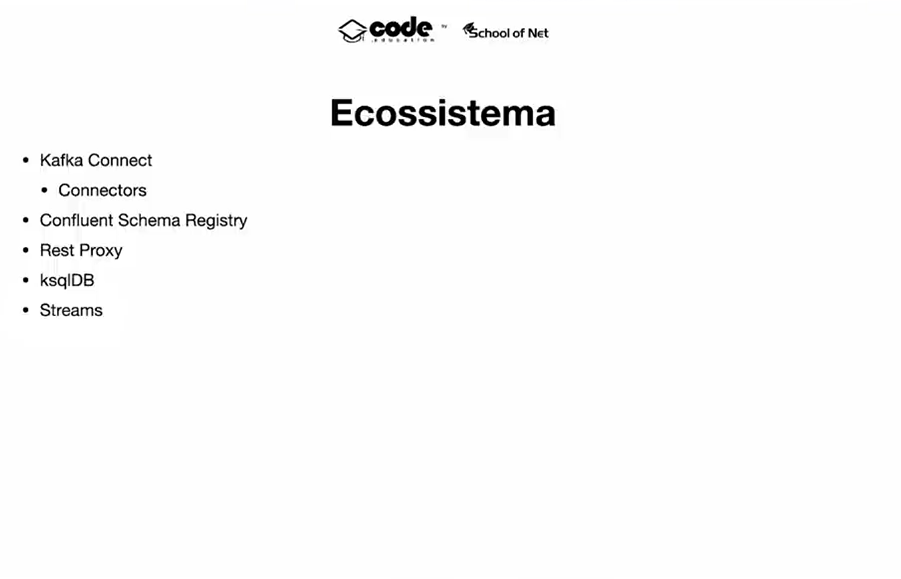 code
.education
by
School of Net
Ecossistema
• Kafka Connect
• Connectors
• Confluent Schema Registry
• Rest Proxy
• ksqlDB
• Streams